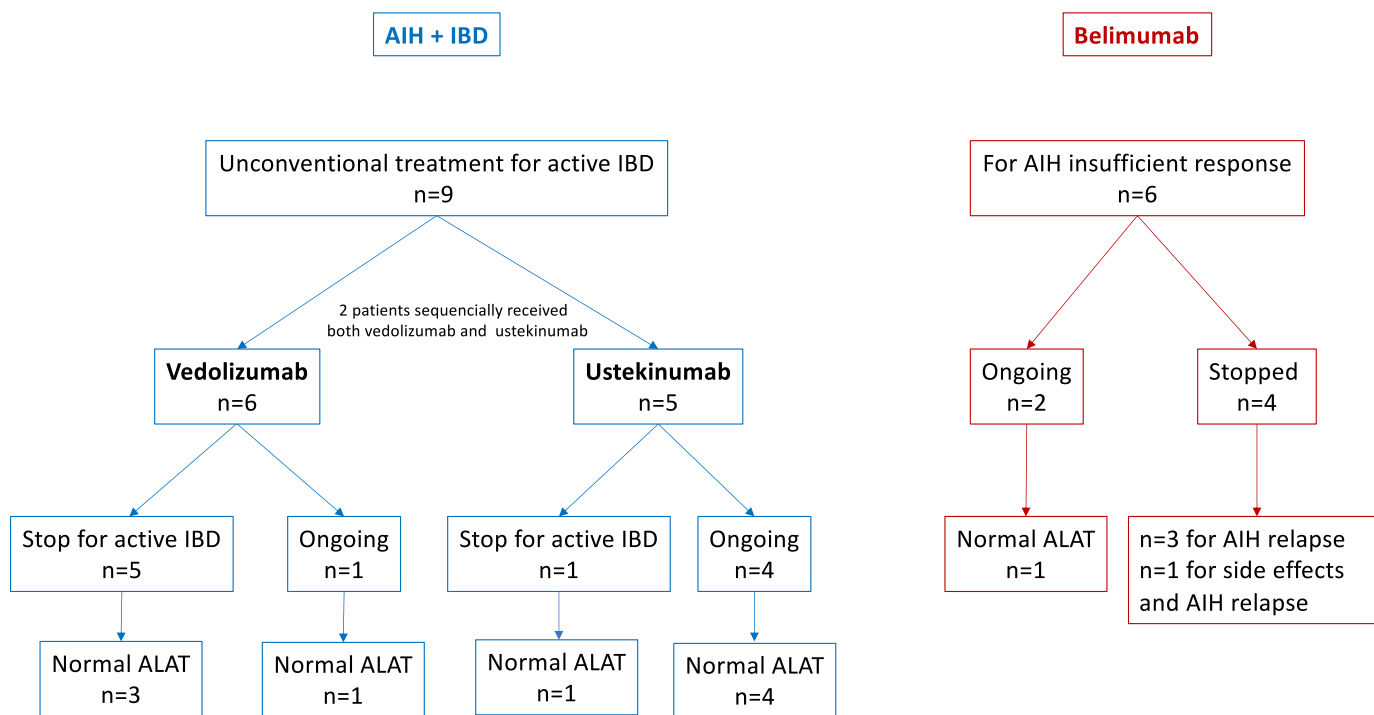 AIH + IBD
Belimumab
Unconventional treatment for active IBD
n=9
For AIH insufficient response
n=6
2 patients sequencially received
both vedolizumab and ustekinumab
Vedolizumab
n=6
Ustekinumab
n=5
Ongoing
n=2
Stopped
n=4
Stop for active IBD
n=5
Ongoing
n=1
Stop for active IBD
n=1
Ongoing
n=4
Normal ALAT
n=1
n=3 for AIH relapse
n=1 for side effects
and AIH relapse
Normal ALAT
n=3
Normal ALAT
n=1
Normal ALAT
n=1
Normal ALAT
n=4